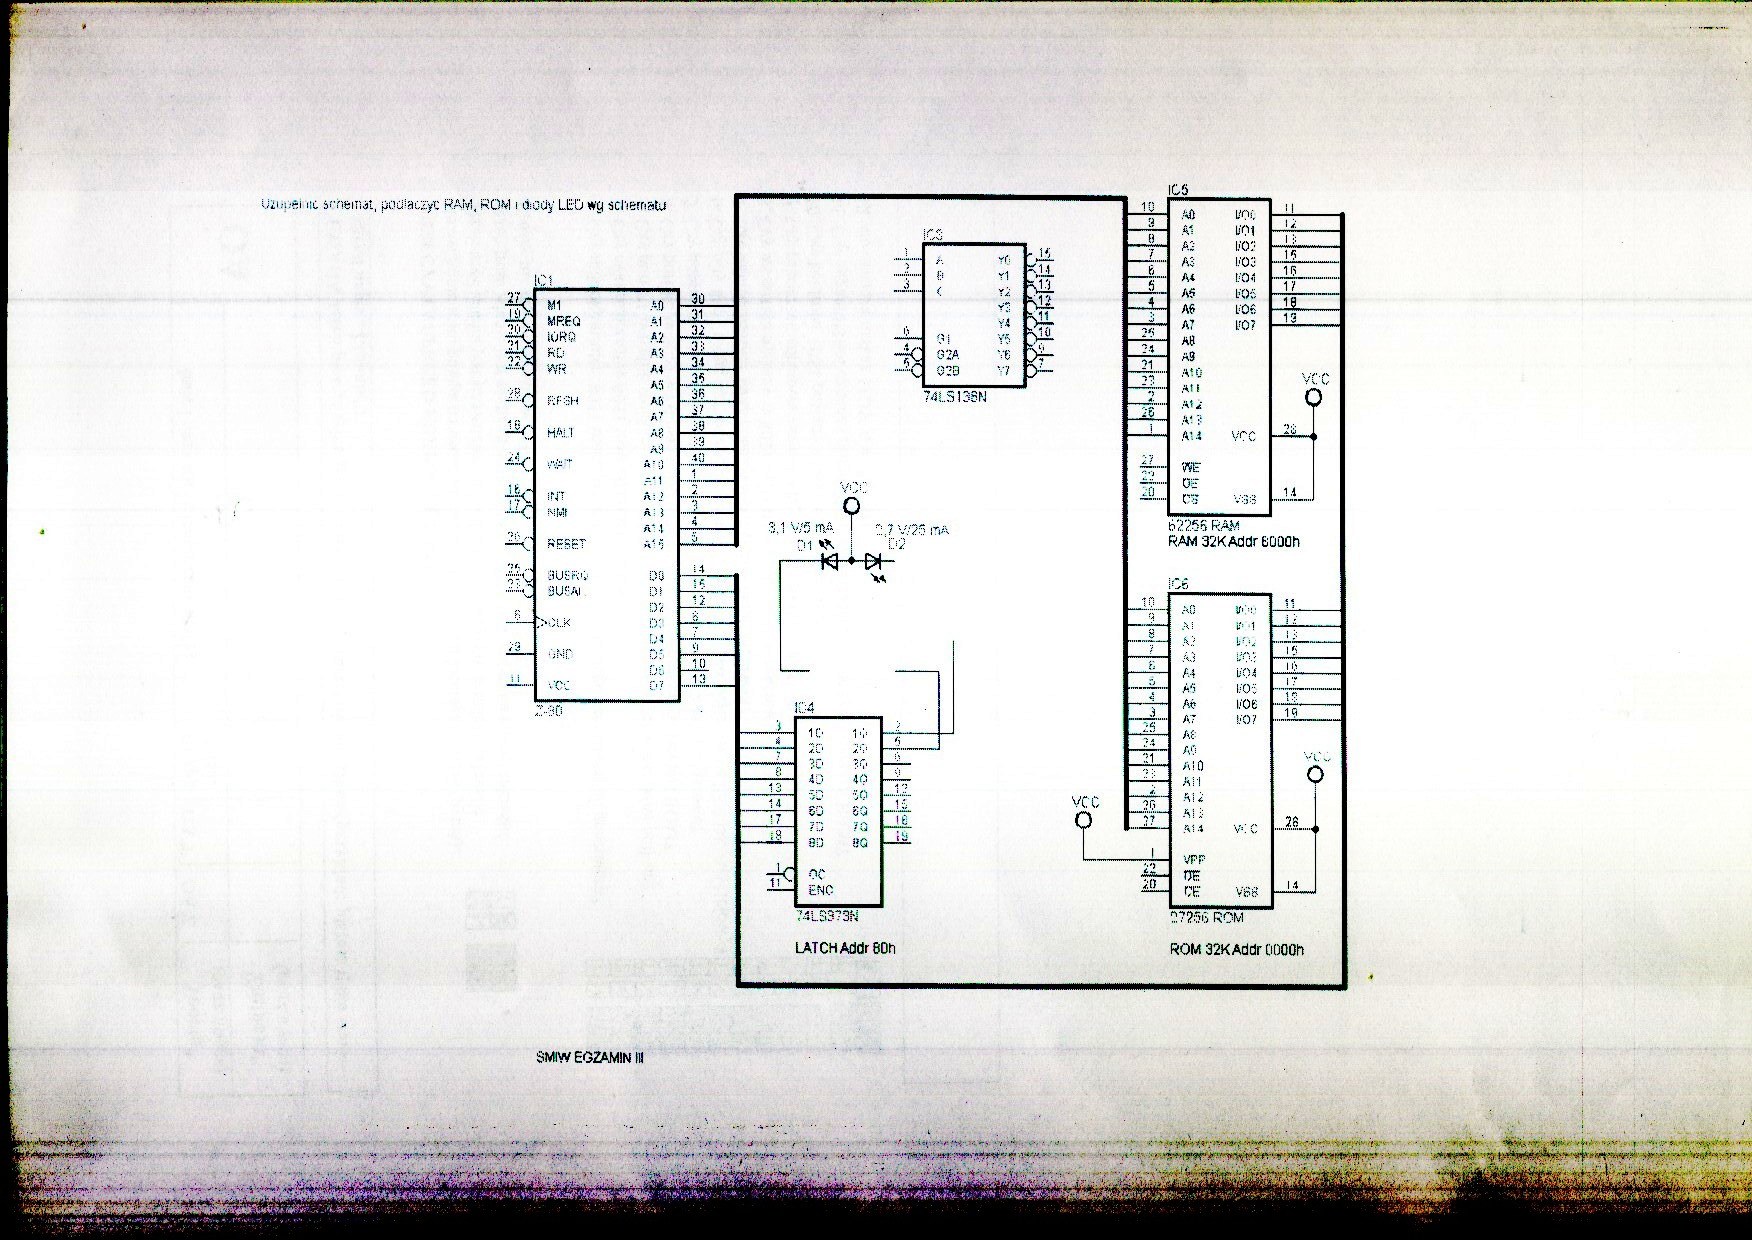 Uzupełnić schemat, podłaczyc RAM, ROM i diody LED wg schematu
IC1
27 M1 A0 30
19 MREQ A1 31
20 IORQ A2 32
21 RD A3 33
22 WR A4 34
A5 35
28 RFSH A6 36
A7 37
18 HALT A8 38
A9 39
24 WAIT A10 40
A11 1
16 INT A12 2
17 NMI A13 3
A14 4
26 RESET A15 5
25 BUSRQ D0 14
23 D1 15
D2 12
6 CLK D3 8
D4 7
29 GND D5 9
D6 10
11 VCC D7 13
Z-80
IC3
1 A Y0 15
2 B Y1 14
3 C Y2 13
Y3 12
Y4 11
6 G1 Y5 10
4 G2A Y6 9
5 G2B Y7 7
74LS138N
VCC
3,1 V/5 mA
D1
2,7 V/25 mA
D2
IC4
3 1D 1Q 2
4 2D 2Q 5
7 3D 3Q 6
8 4D 4Q 9
13 5D 5Q 12
14 6D 6Q 15
17 7D 7Q 16
18 8D 8Q 19
1 OC
11 ENC
74LS373N
LATCH Addr 80h
IC5
10 A0 I/O0 11
9 A1 I/O1 12
8 A2 I/O2 13
7 A3 I/O3 15
6 A4 I/O4 16
5 A5 I/O5 17
4 A6 I/O6 18
3 A7 I/O7 19
25 A8
24 A9
21 A10
23 A11
2 A12
26 A13
1 A14 VCC 28
VCC
27 WE
22 OE
20 CS VSS 14
62256 RAM
RAM 32K Addr 8000h
IC6
10 A0 I/O0 11
9 A1 I/O1 12
8 A2 I/O2 13
7 A3 I/O3 15
6 A4 I/O4 16
5 A5 I/O5 17
4 A6 I/O6 18
3 A7 I/O7 19
25 A8
24 A9
21 A10
23 A11
2 A12
26 A13
27 A14 VCC 28
VCC
VCC
1 VPP
22 OE
20 CE VSS 14
27256 ROM
ROM 32K Addr 0000h
SMIW EGZAMIN III